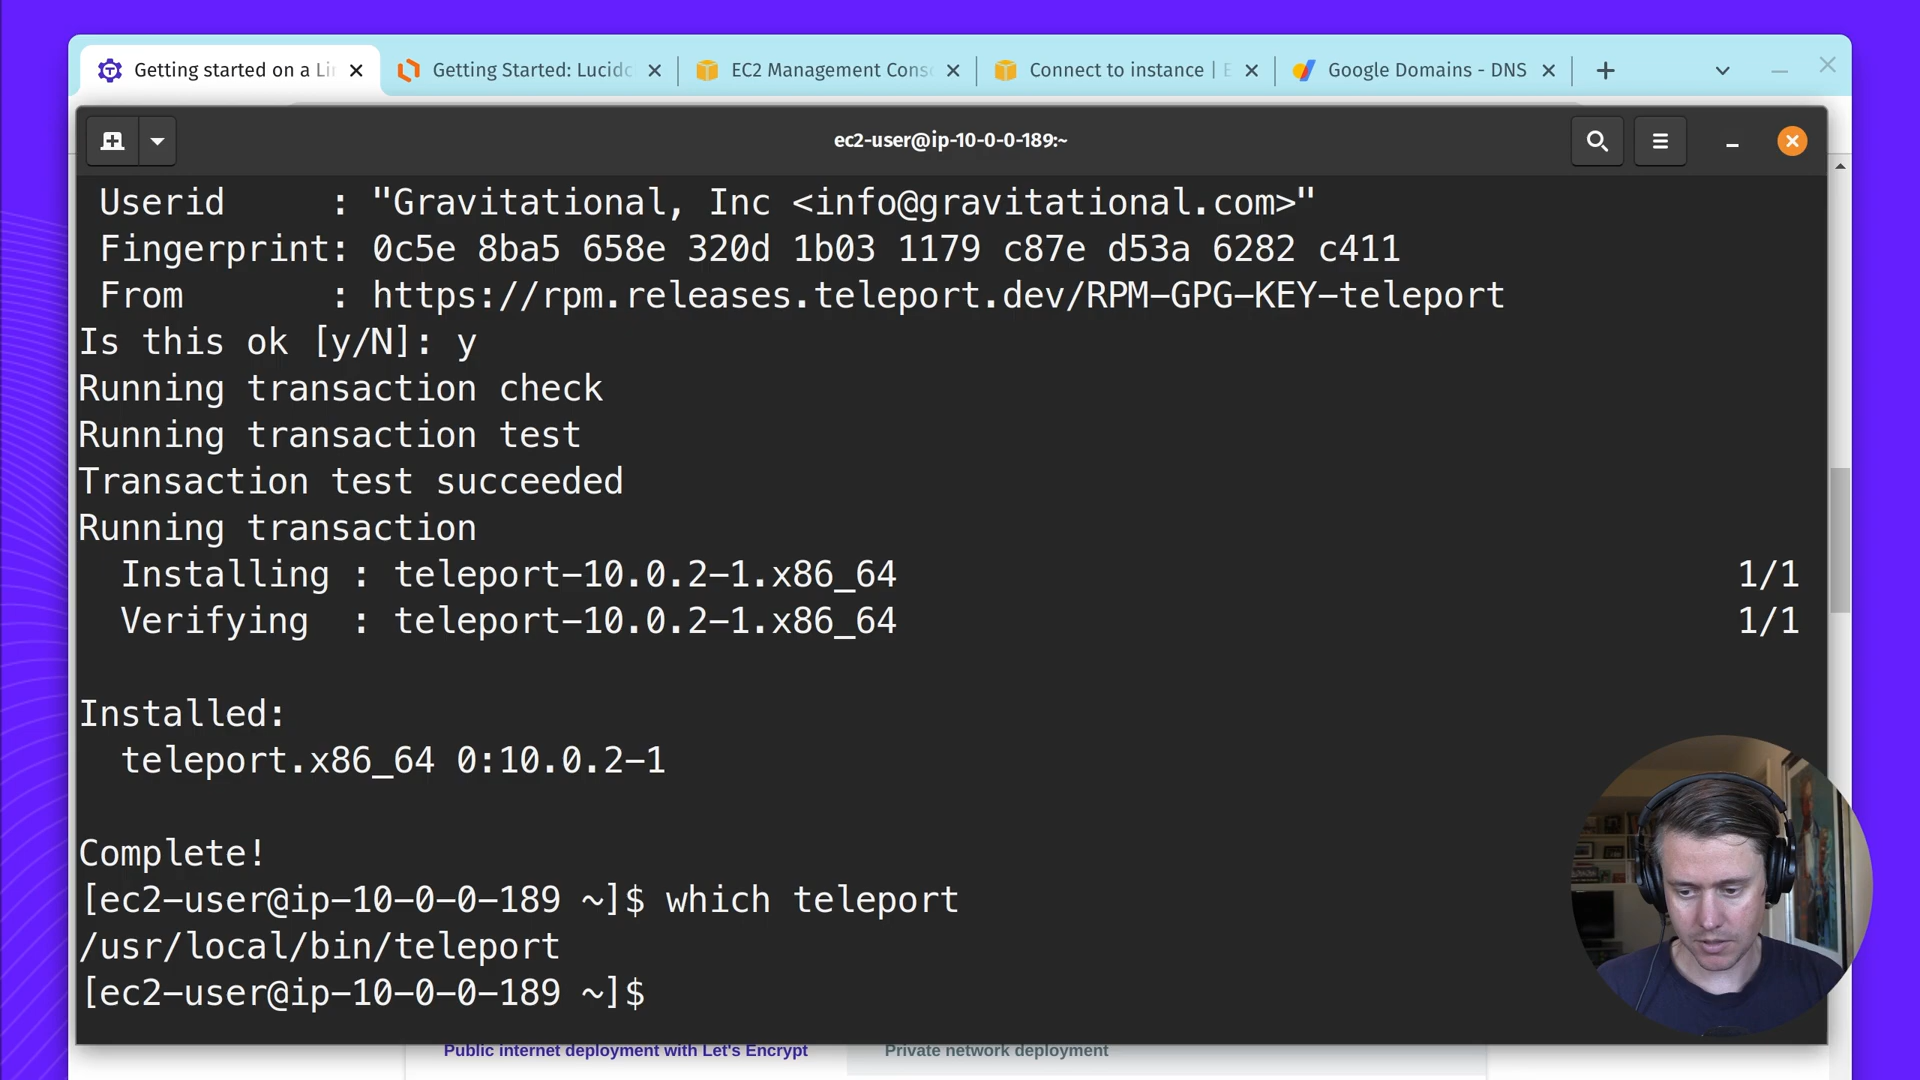 Getting started on a Li
Getting Started: Lucidc
EC2 Management Cons
Connect to instance | E
Google Domains - DNS
ec2-user@ip-10-0-0-189:~
Userid     : "Gravitational, Inc <info@gravitational.com>"
Fingerprint: 0c5e 8ba5 658e 320d 1b03 1179 c87e d53a 6282 c411
From       : https://rpm.releases.teleport.dev/RPM-GPG-KEY-teleport
Is this ok [y/N]: y
Running transaction check
Running transaction test
Transaction test succeeded
Running transaction
Installing : teleport-10.0.2-1.x86_64 1/1
Verifying  : teleport-10.0.2-1.x86_64 1/1
Installed:
teleport.x86_64 0:10.0.2-1
Complete!
[ec2-user@ip-10-0-0-189 ~]$ which teleport
/usr/local/bin/teleport
[ec2-user@ip-10-0-0-189 ~]$
Public internet deployment with Let's Encrypt
Private network deployment